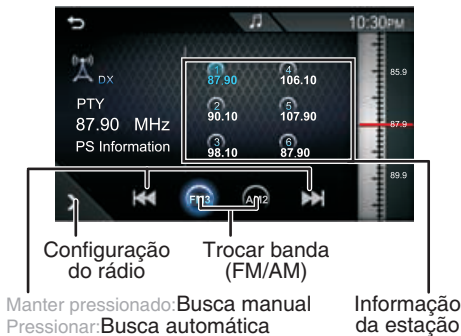 10:30PM
DX
PTY
87.90 MHz
PS Information
1
87.90
4
106.10
2
90.10
5
107.90
3
98.10
6
87.90
85.9
87.9
89.9
FM3
AM2
Configuração
do rádio
Trocar banda
(FM/AM)
Manter pressionado:Busca manual
Pressionar:Busca automática
Informação
da estação